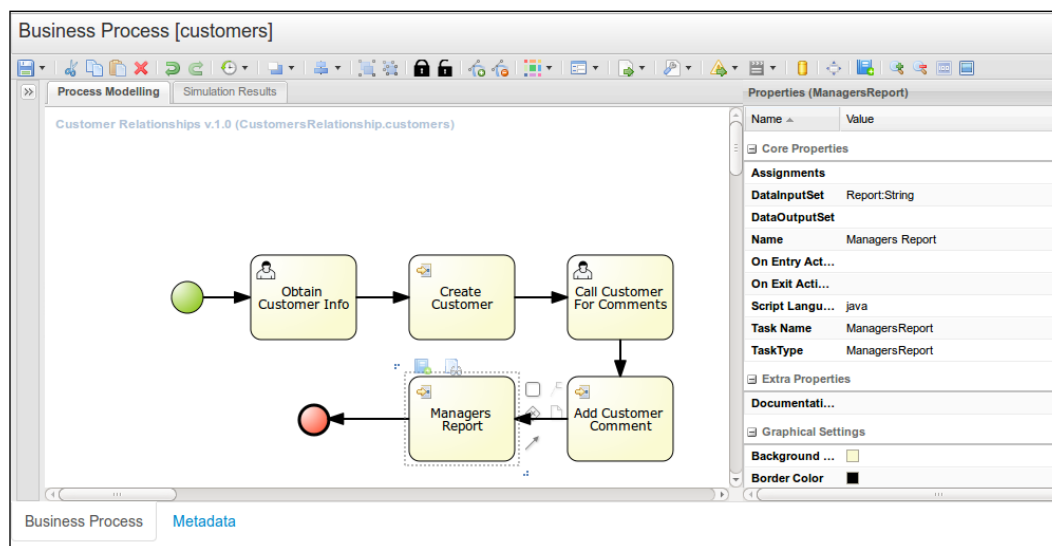 Business Process [customers]
Process Modelling
Simulation Results
Properties (ManagersReport)
Customer Relationships v.1.0 (CustomersRelationship.customers)
Name
Value
Core Properties
Assignments
DataInputSet Report:String
DataOutputSet
Name Managers Report
On Entry Act...
On Exit Acti...
Script Langu... java
Task Name ManagersReport
TaskType ManagersReport
Extra Properties
Documentati...
Graphical Settings
Background ...
Border Color
Obtain
Customer Info
Create
Customer
Call Customer
For Comments
Managers
Report
Add Customer
Comment
Business Process
Metadata